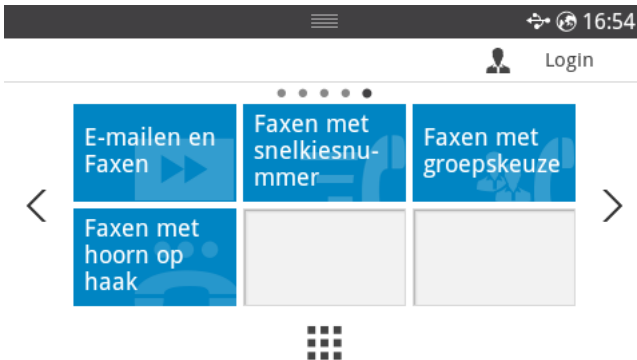 16:54
Login
E-mailen en
Faxen
Faxen met
snelkiesnu-
mmer
Faxen met
groepskeuze
Faxen met
hoorn op
haak